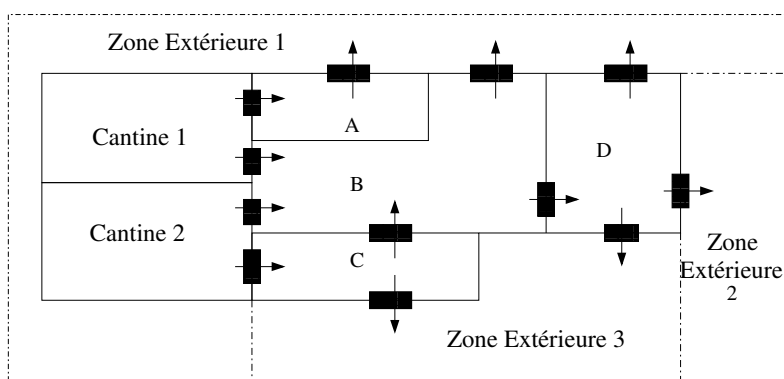 Zone Extérieure 1
A
Cantine 1
D
B
Cantine 2
C
Zone
Extérieure
2
Zone Extérieure 3